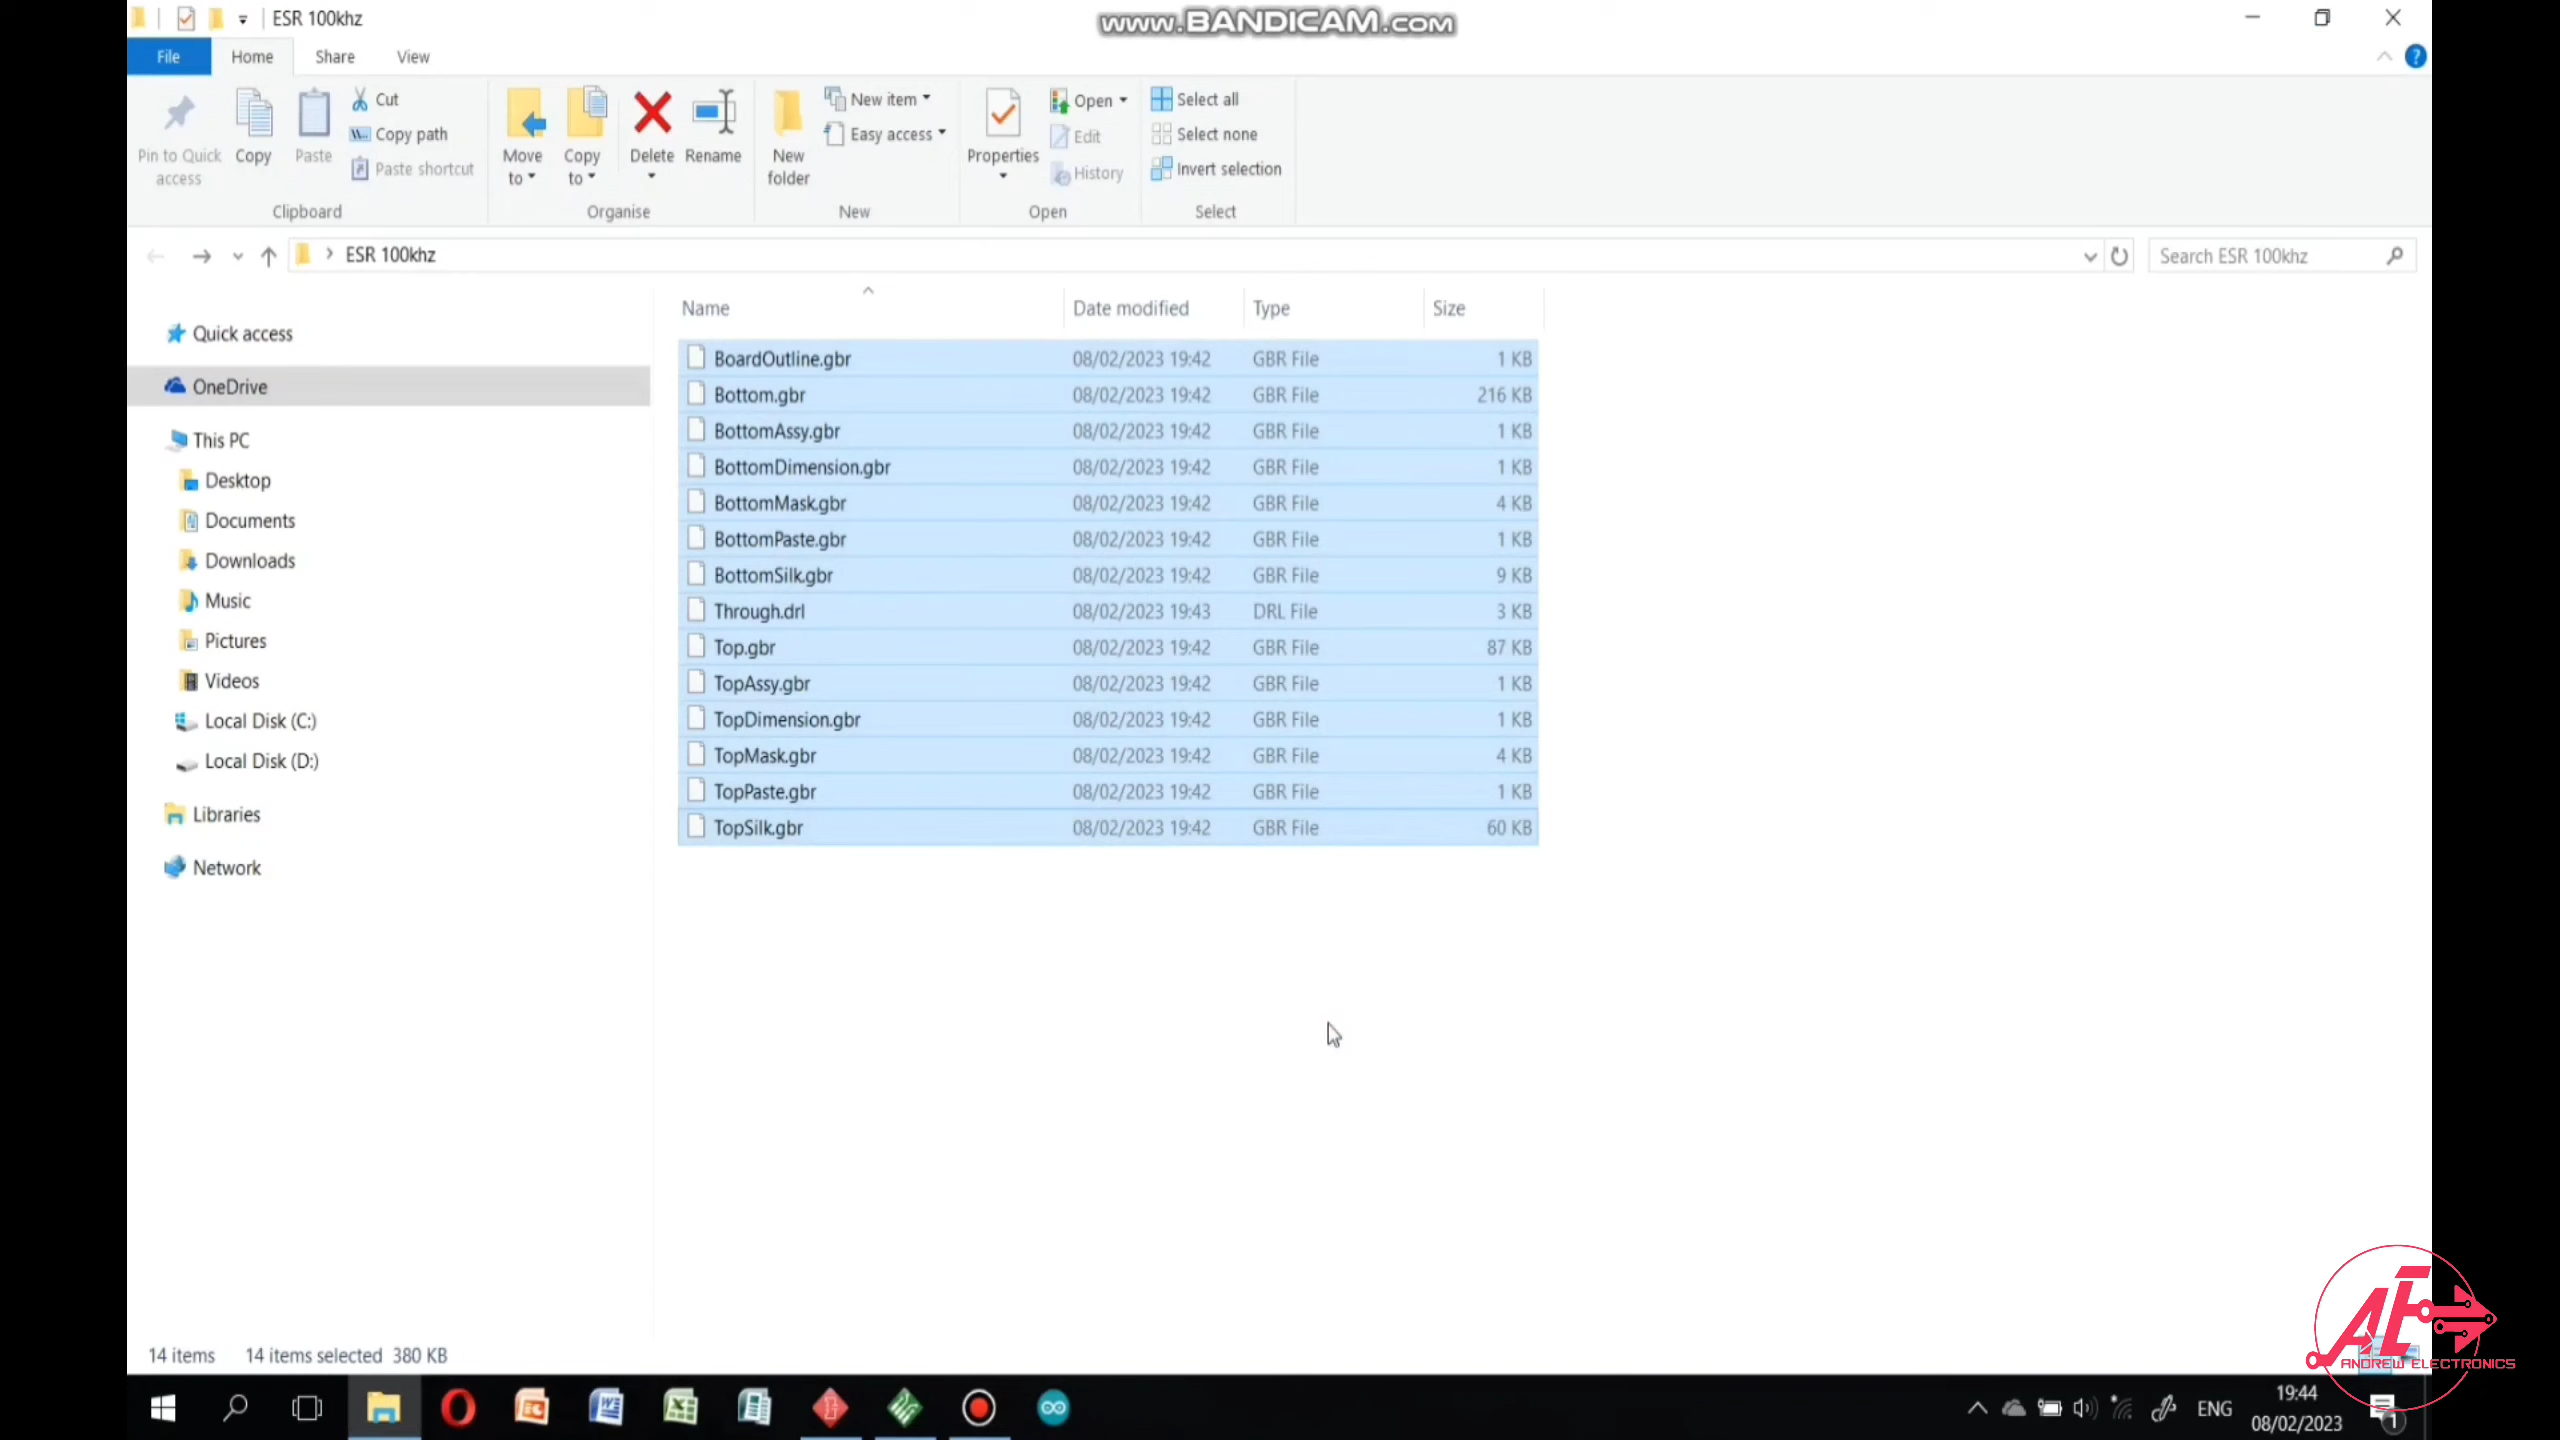 ESR 100khz
www.BANDICAM.com
File Home Share View
Pin to Quick access
Copy
Paste
Cut
Copy path
Paste shortcut
Clipboard
Move to
Copy to
Delete
Rename
Organise
New folder
New item
Easy access
New
Properties
Open
Edit
History
Open
Select all
Select none
Invert selection
Select
ESR 100khz
Search ESR 100khz
Quick access
OneDrive
This PC
Desktop
Documents
Downloads
Music
Pictures
Videos
Local Disk (C:)
Local Disk (D:)
Libraries
Network
Name Date modified Type Size
BoardOutline.gbr 08/02/2023 19:42 GBR File 1 KB
Bottom.gbr 08/02/2023 19:42 GBR File 216 KB
BottomAssy.gbr 08/02/2023 19:42 GBR File 1 KB
BottomDimension.gbr 08/02/2023 19:42 GBR File 1 KB
BottomMask.gbr 08/02/2023 19:42 GBR File 4 KB
BottomPaste.gbr 08/02/2023 19:42 GBR File 1 KB
BottomSilk.gbr 08/02/2023 19:42 GBR File 9 KB
Through.drl 08/02/2023 19:43 DRL File 3 KB
Top.gbr 08/02/2023 19:42 GBR File 87 KB
TopAssy.gbr 08/02/2023 19:42 GBR File 1 KB
TopDimension.gbr 08/02/2023 19:42 GBR File 1 KB
TopMask.gbr 08/02/2023 19:42 GBR File 4 KB
TopPaste.gbr 08/02/2023 19:42 GBR File 1 KB
TopSilk.gbr 08/02/2023 19:42 GBR File 60 KB
14 items 14 items selected 380 KB
AE
ANDREW ELECTRONICS
ENG
19:44
08/02/2023
1